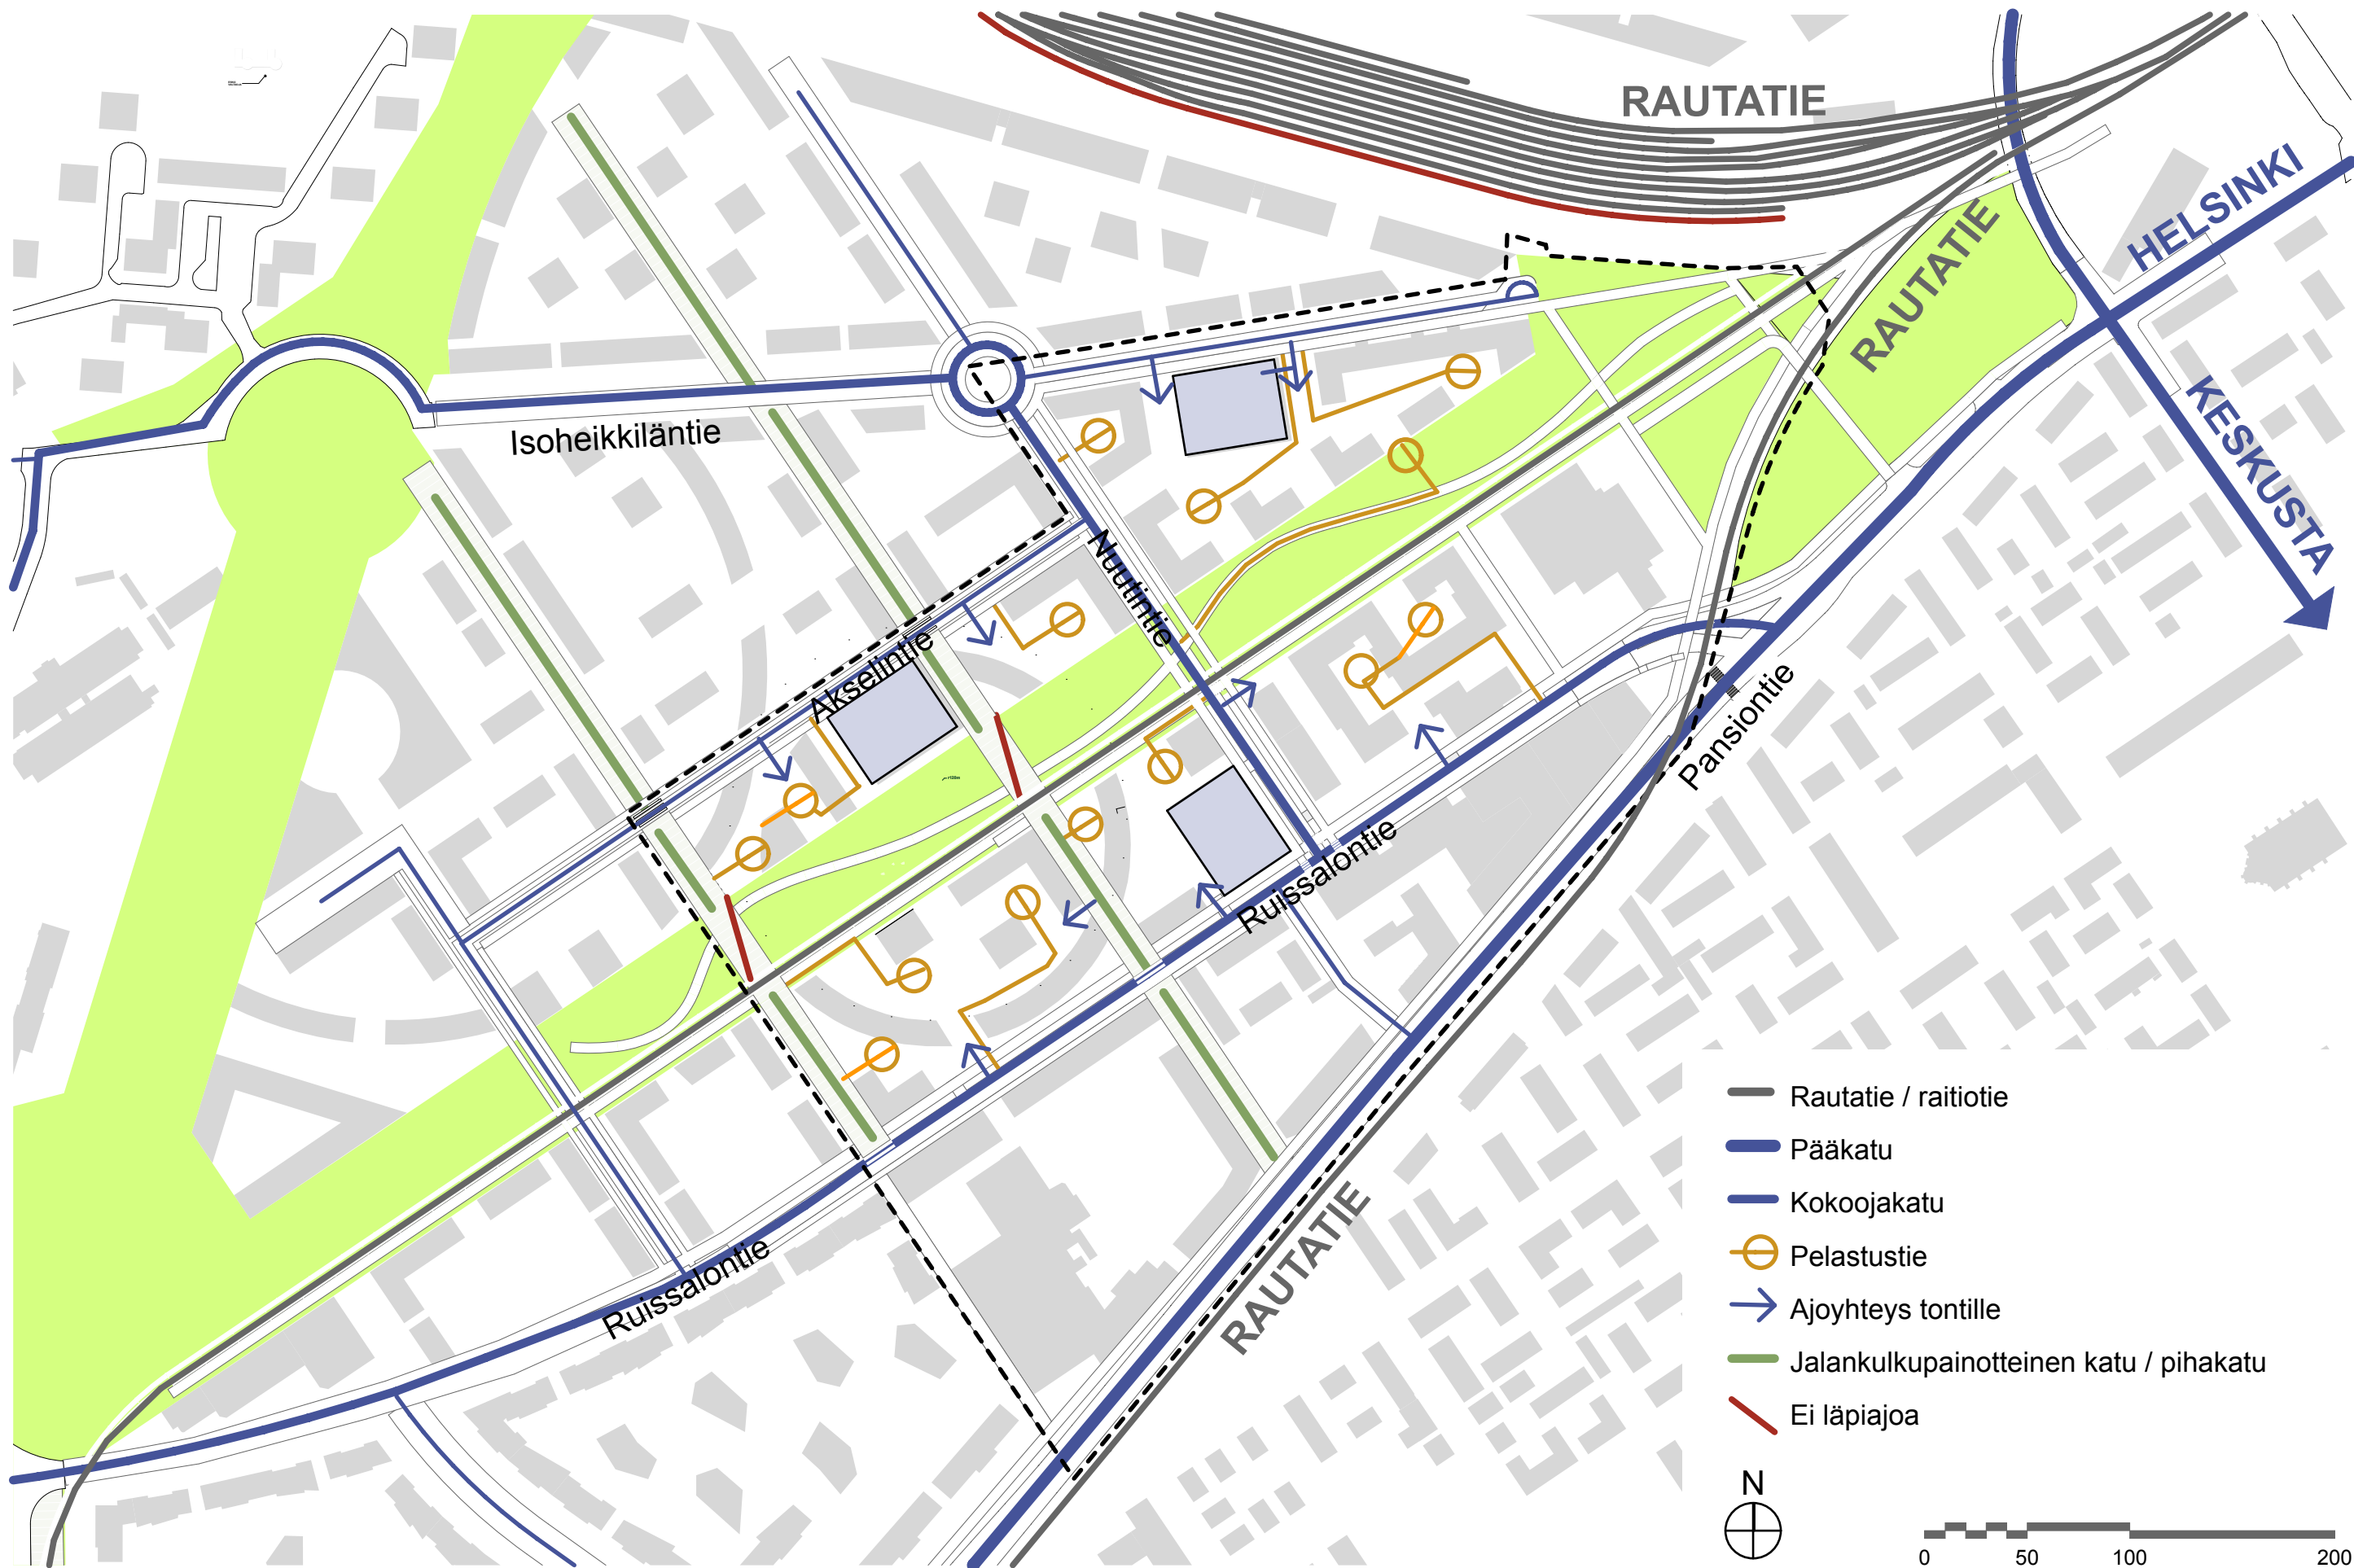 RAUTATIE
HELSINKI
RAUTATIE
KESKUSTA
Isoheikkiläntie
Nuutintie
Akselintie
Pansiontie
Ruissalontie
Ruissalontie
RAUTATIE
Rautatie / raitiotie
Pääkatu
Kokoojakatu
Pelastustie
Ajoyhteys tontille
Jalankulkupainotteinen katu / pihakatu
Ei läpiajoa
N
0 50 100 200